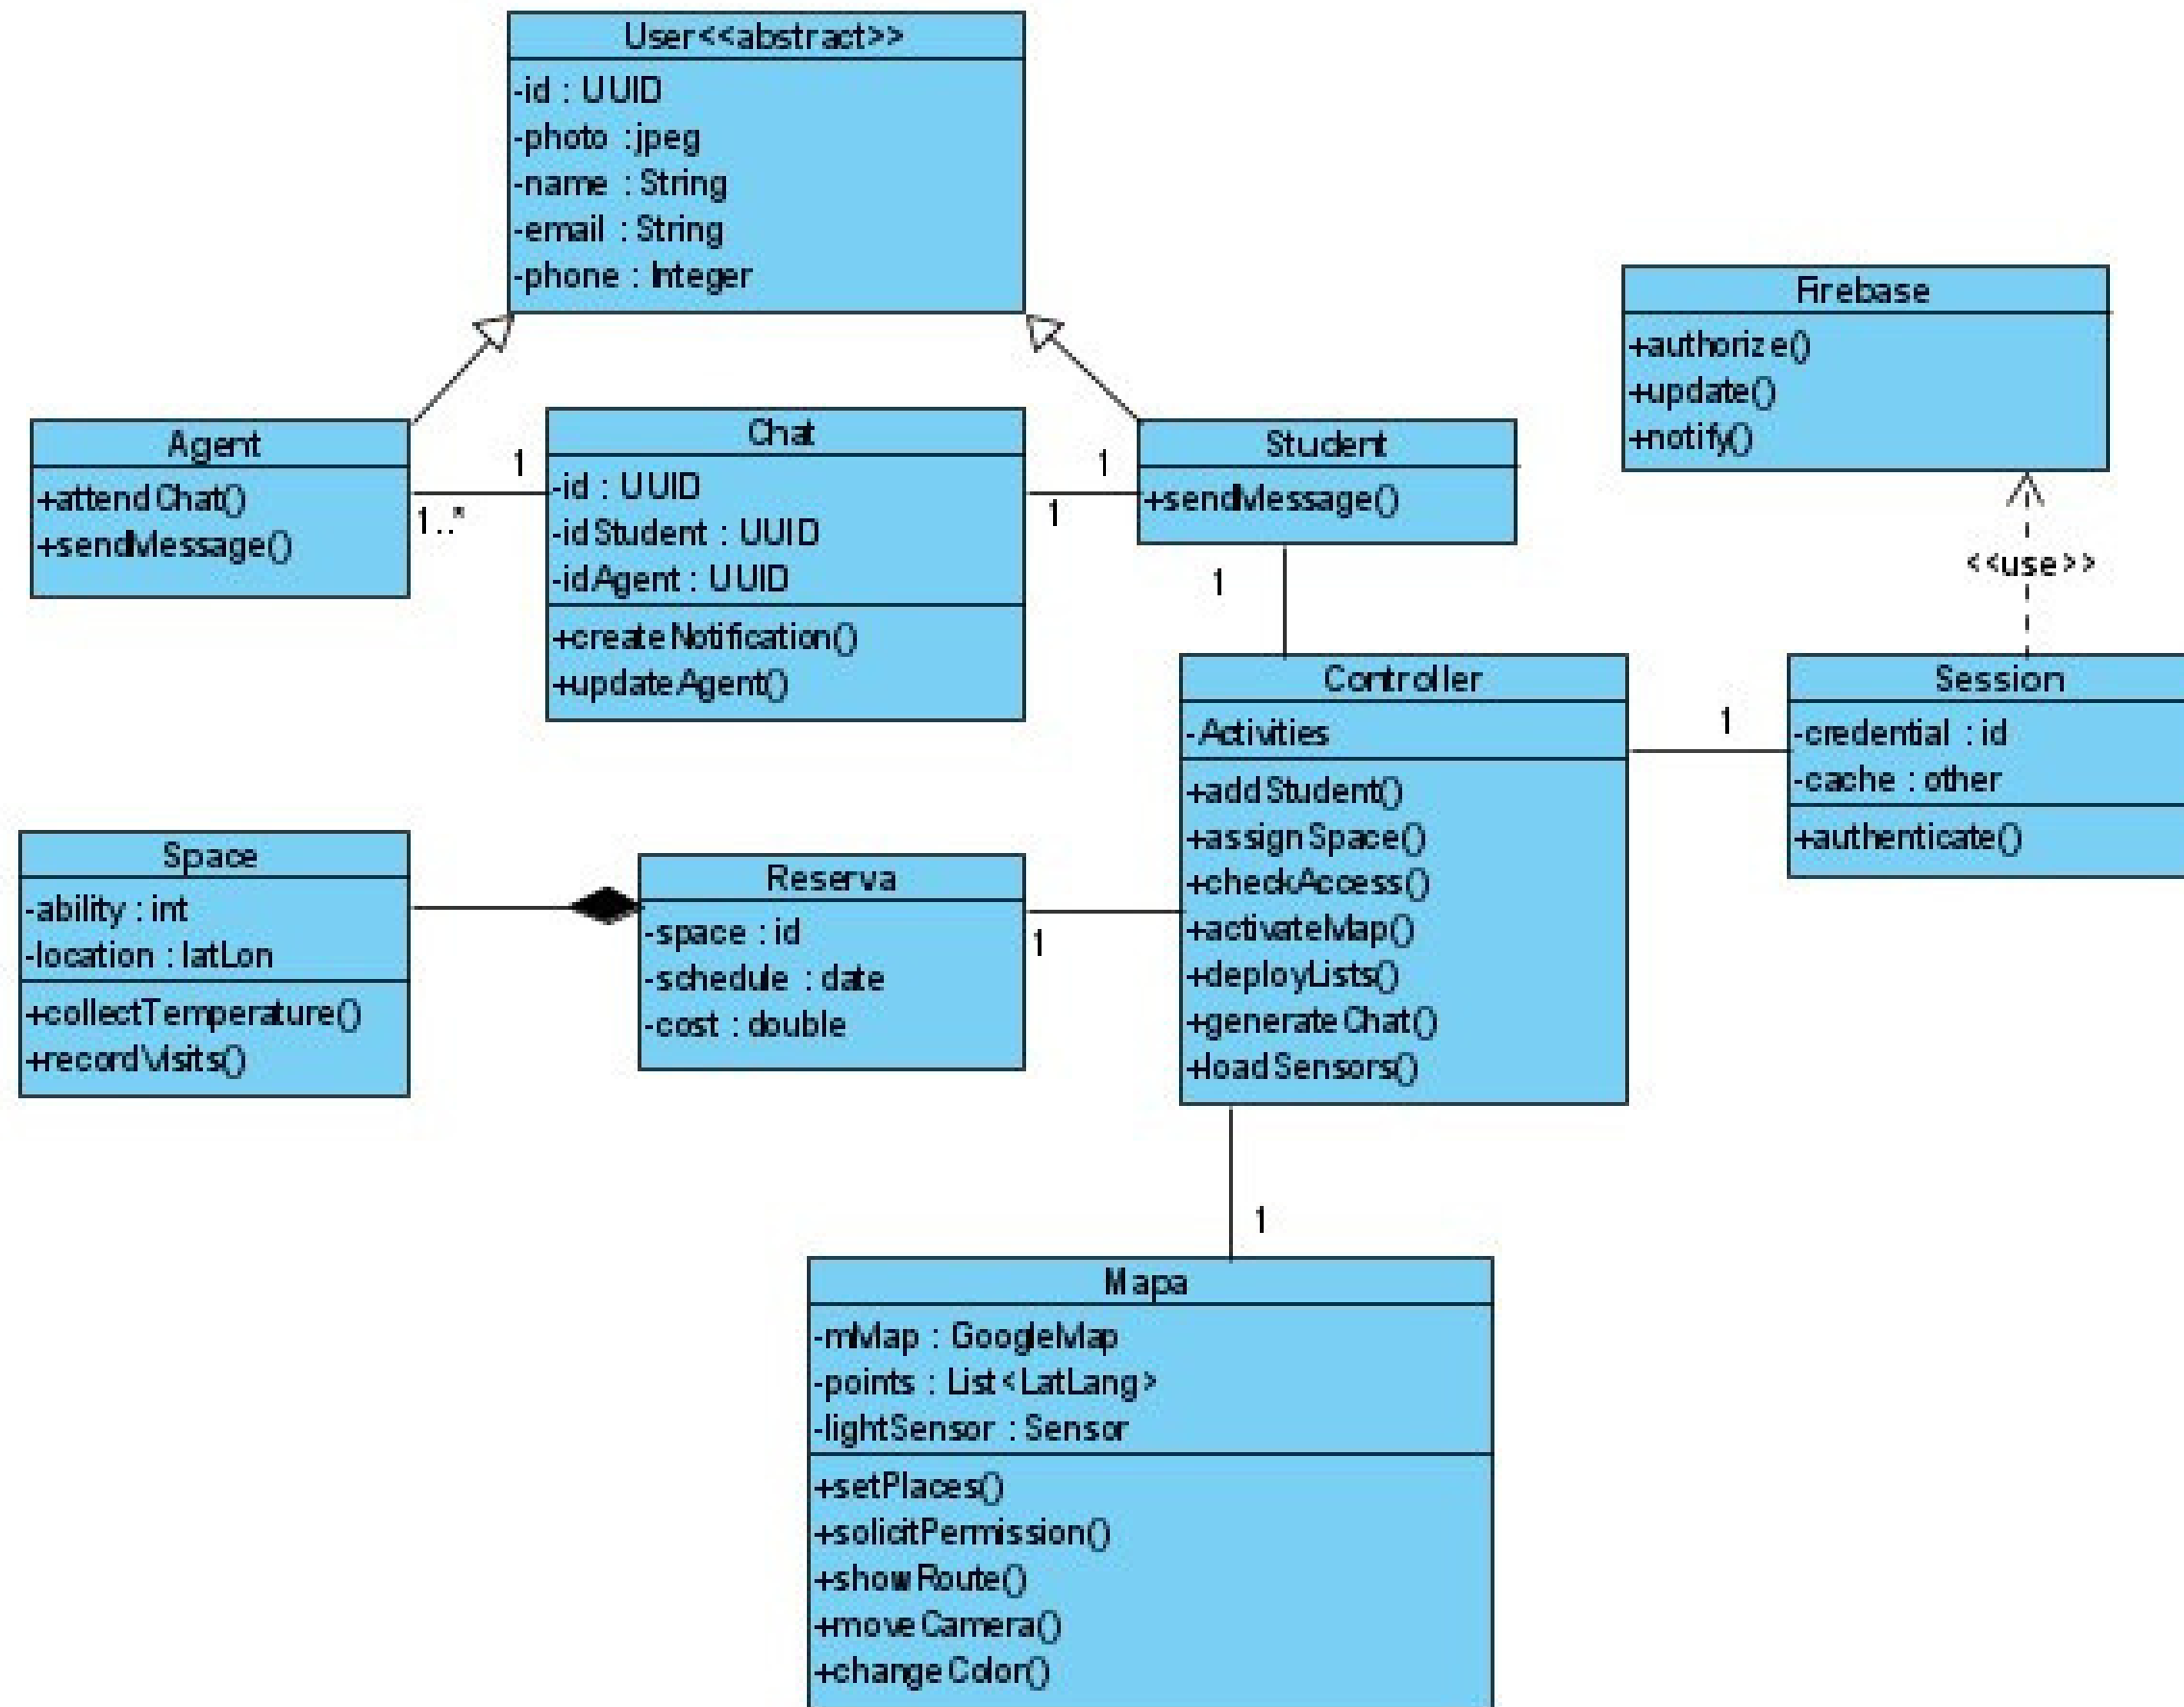 User<<abstract>>
-id : UUID
-photo :jpeg
-name : String
-email : String
-phone : Integer
Firebase
+authorize()
+update()
+notify()
<<use>>
Agent
+attendChat()
+sendMessage()
1
1..*
Chat
-id : UUID
-idStudent : UUID
-idAgent : UUID
+createNotification()
+updateAgent()
1
1
Student
+sendMessage()
1
Controller
-Activities
+addStudent()
+assignSpace()
+checkAccess()
+activateMap()
+deployLists()
+generateChat()
+loadSensors()
1
Session
-credential : id
-cache : other
+authenticate()
Space
-ability : int
-location : latLon
+collectTemperature()
+recordVisits()
Reserva
-space : id
-schedule : date
-cost : double
1
1
Mapa
-mMap : GoogleMap
-points : List<LatLang>
-lightSensor : Sensor
+setPlaces()
+solicitPermission()
+showRoute()
+moveCamera()
+changeColor()